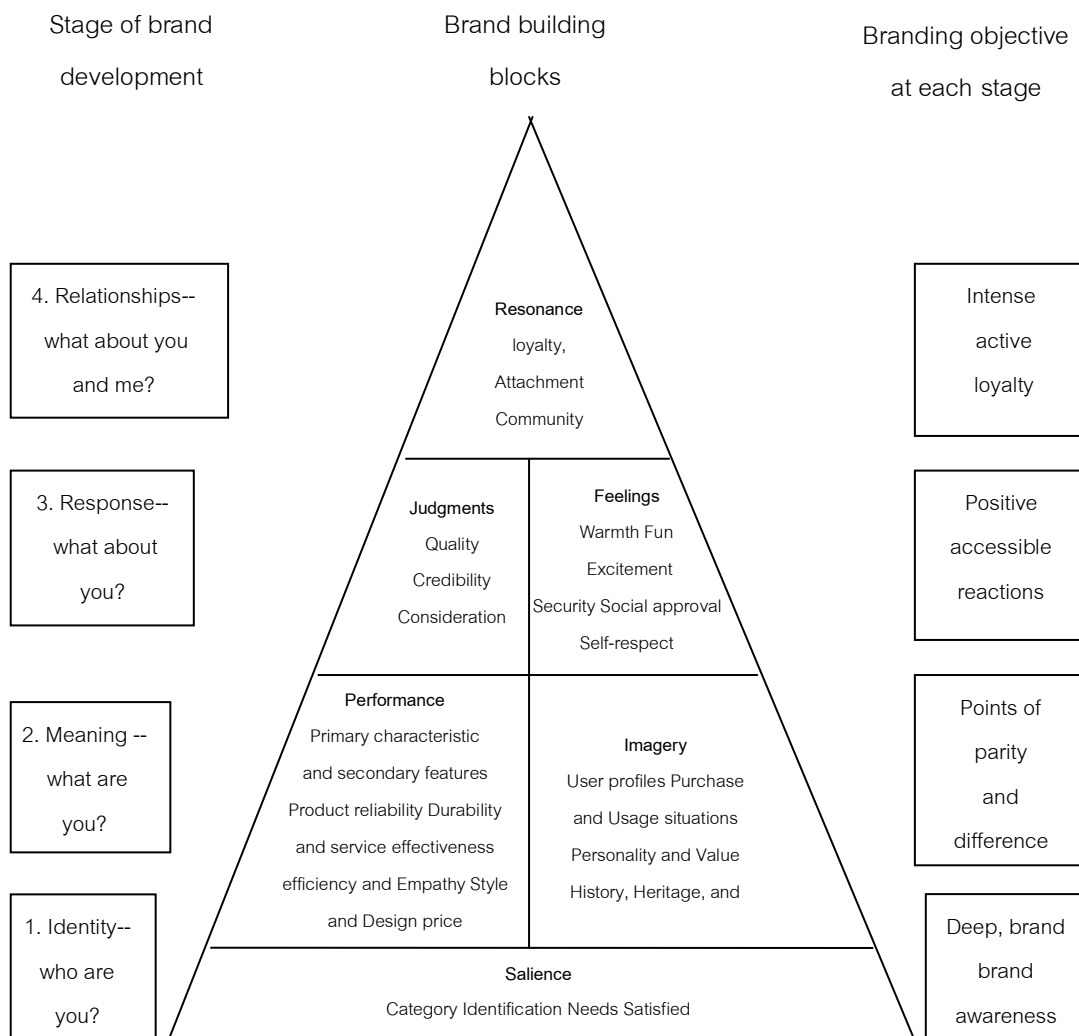 Stage of brand
development
Brand building
blocks
Branding objective
at each stage
4. Relationships--
what about you
and me?
Resonance
loyalty,
Attachment
Community
Intense
active
loyalty
3. Response--
what about
you?
Judgments
Quality
Credibility
Consideration
Feelings
Warmth Fun
Excitement
Security Social approval
Self-respect
Positive
accessible
reactions
2. Meaning --
what are
you?
Performance
Primary characteristic
and secondary features
Product reliability Durability
and service effectiveness
efficiency and Empathy Style
and Design price
Imagery
User profiles Purchase
and Usage situations
Personality and Value
History, Heritage, and
Points of
parity
and
difference
1. Identity--
who are
you?
Salience
Category Identification Needs Satisfied
Deep, brand
brand
awareness